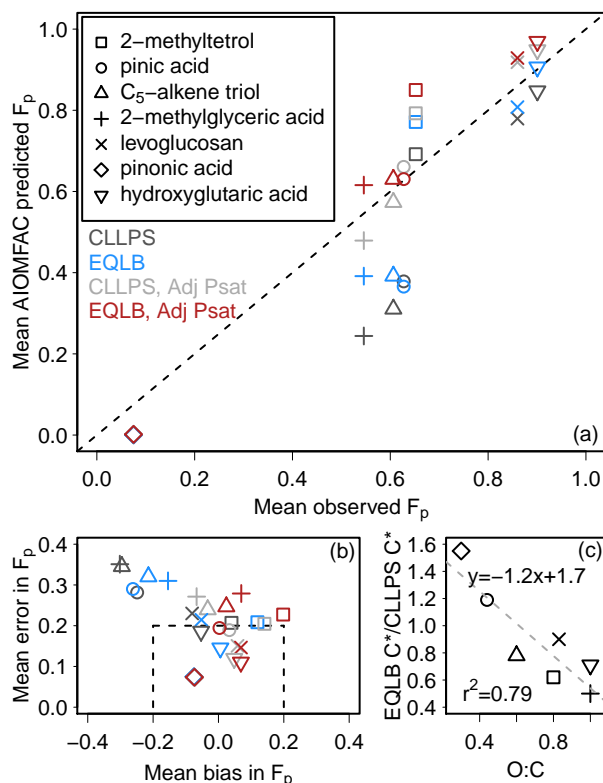 2−methyltetrol
pinic acid
C5−alkene triol
2−methylglyceric acid
levoglucosan
pinonic acid
hydroxyglutaric acid
CLLPS
EQLB
CLLPS, Adj Psat
EQLB, Adj Psat
Mean AIOMFAC predicted Fp
1.0
0.8
0.6
0.4
0.2
0.0
(a)
0.0 0.2 0.4 0.6 0.8 1.0
Mean observed Fp
Mean error in Fp
0.4
0.3
0.2
0.1
0.0
(b)
−0.4 −0.2 0.0 0.2 0.4
Mean bias in Fp
EQLB C*/CLLPS C*
1.6
1.4
1.2
1.0
0.8
0.6
0.4
(c)
y=−1.2x+1.7
r2=0.79
0.4 0.8
O:C